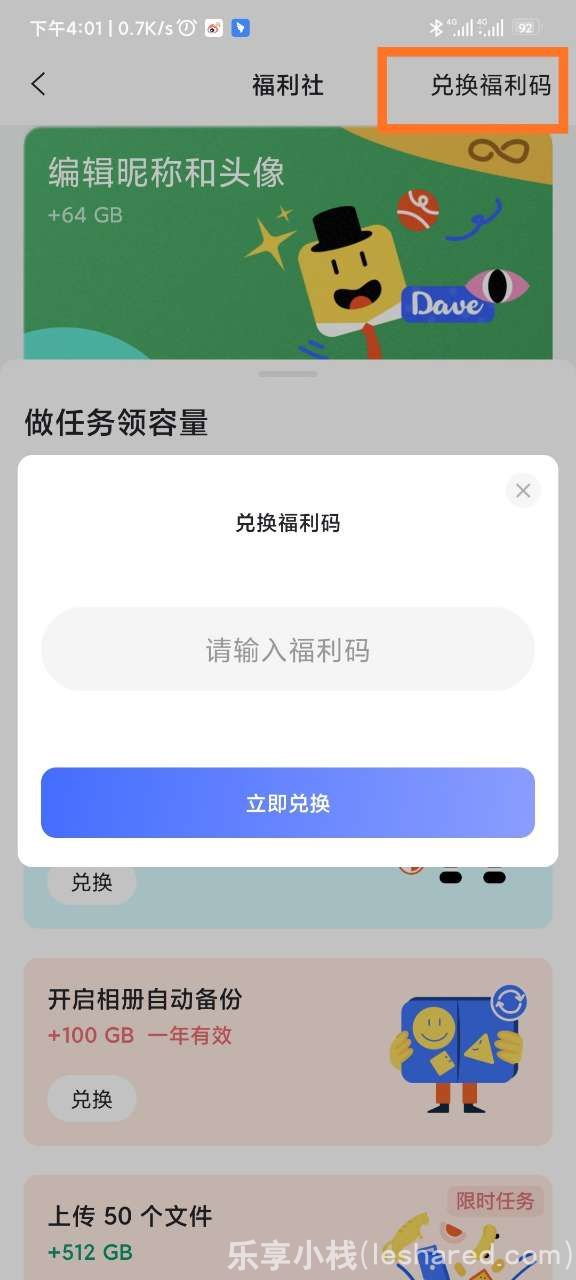 下午4:01 | 0.7K/s
4G 4G 92
福利社
兑换福利码
编辑昵称和头像
+64 GB
Dave
做任务领容量
兑换福利码
请输入福利码
立即兑换
兑换
开启相册自动备份
+100 GB 一年有效
兑换
限时任务
上传 50 个文件
+512 GB
乐享小栈(leshared.com)